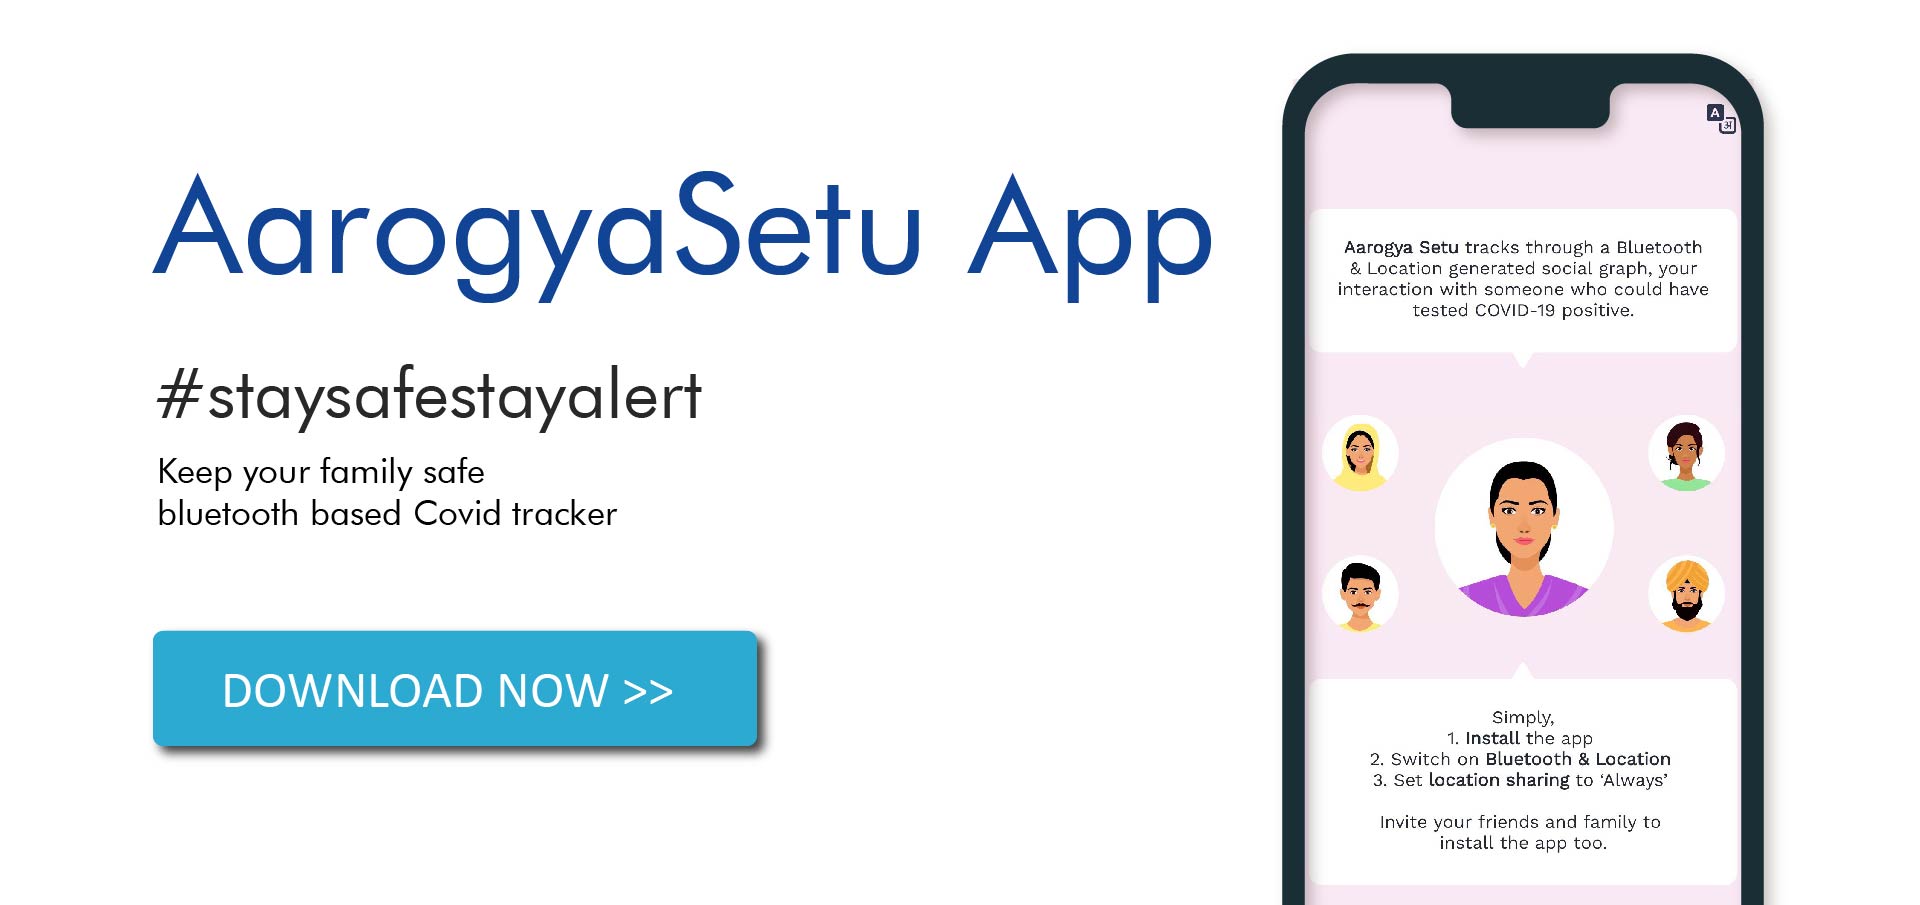 AarogyaSetu App
#staysafestayalert
Keep your family safe
bluetooth based Covid tracker
DOWNLOAD NOW >>
A
अ
Aarogya Setu tracks through a Bluetooth
& Location generated social graph, your
interaction with someone who could have
tested COVID-19 positive.
Simply,
1. Install the app
2. Switch on Bluetooth & Location
3. Set location sharing to ‘Always’
Invite your friends and family to
install the app too.